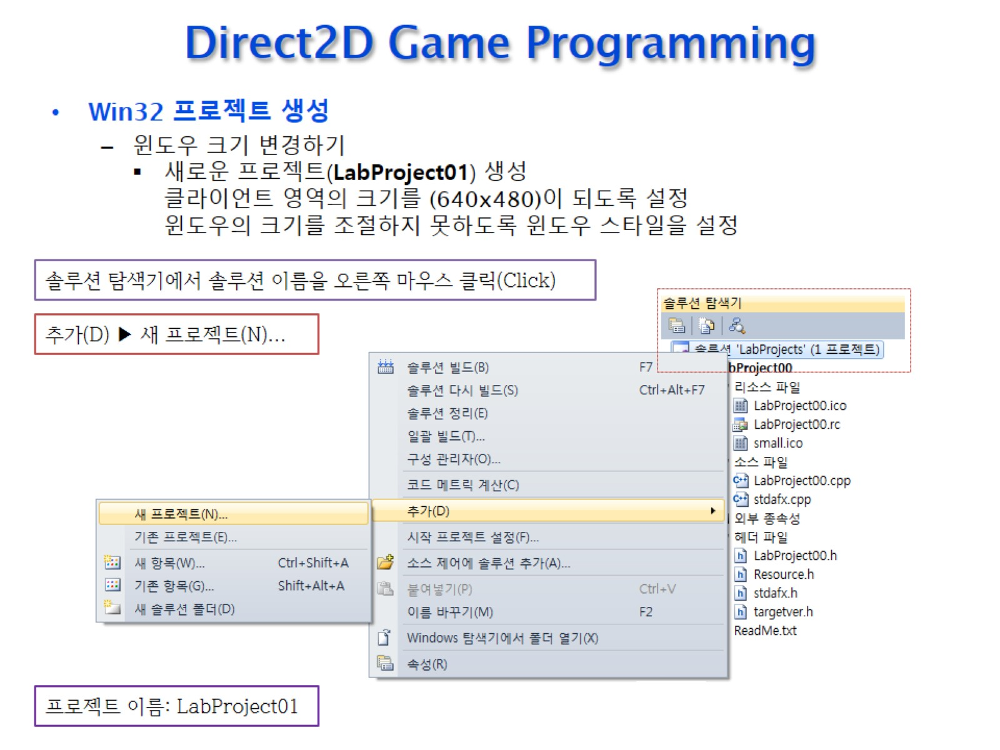 Direct2D Game Programming
• Win32 프로젝트 생성
– 윈도우 크기 변경하기
▪ 새로운 프로젝트(LabProject01) 생성
클라이언트 영역의 크기를 (640x480)이 되도록 설정
윈도우의 크기를 조절하지 못하도록 윈도우 스타일을 설정
솔루션 탐색기에서 솔루션 이름을 오른쪽 마우스 클릭(Click)
추가(D) ▶ 새 프로젝트(N)...
솔루션 탐색기
솔루션 'LabProjects' (1 프로젝트)
bProject00
리소스 파일
LabProject00.ico
LabProject00.rc
small.ico
소스 파일
LabProject00.cpp
stdafx.cpp
외부 종속성
헤더 파일
LabProject00.h
Resource.h
stdafx.h
targetver.h
ReadMe.txt
솔루션 빌드(B) F7
솔루션 다시 빌드(S) Ctrl+Alt+F7
솔루션 정리(E)
일괄 빌드(T)...
구성 관리자(O)...
코드 메트릭 계산(C)
추가(D)
시작 프로젝트 설정(F)...
소스 제어에 솔루션 추가(A)...
붙여넣기(P) Ctrl+V
이름 바꾸기(M) F2
Windows 탐색기에서 폴더 열기(X)
속성(R)
새 프로젝트(N)...
기존 프로젝트(E)...
새 항목(W)... Ctrl+Shift+A
기존 항목(G)... Shift+Alt+A
새 솔루션 폴더(D)
프로젝트 이름: LabProject01